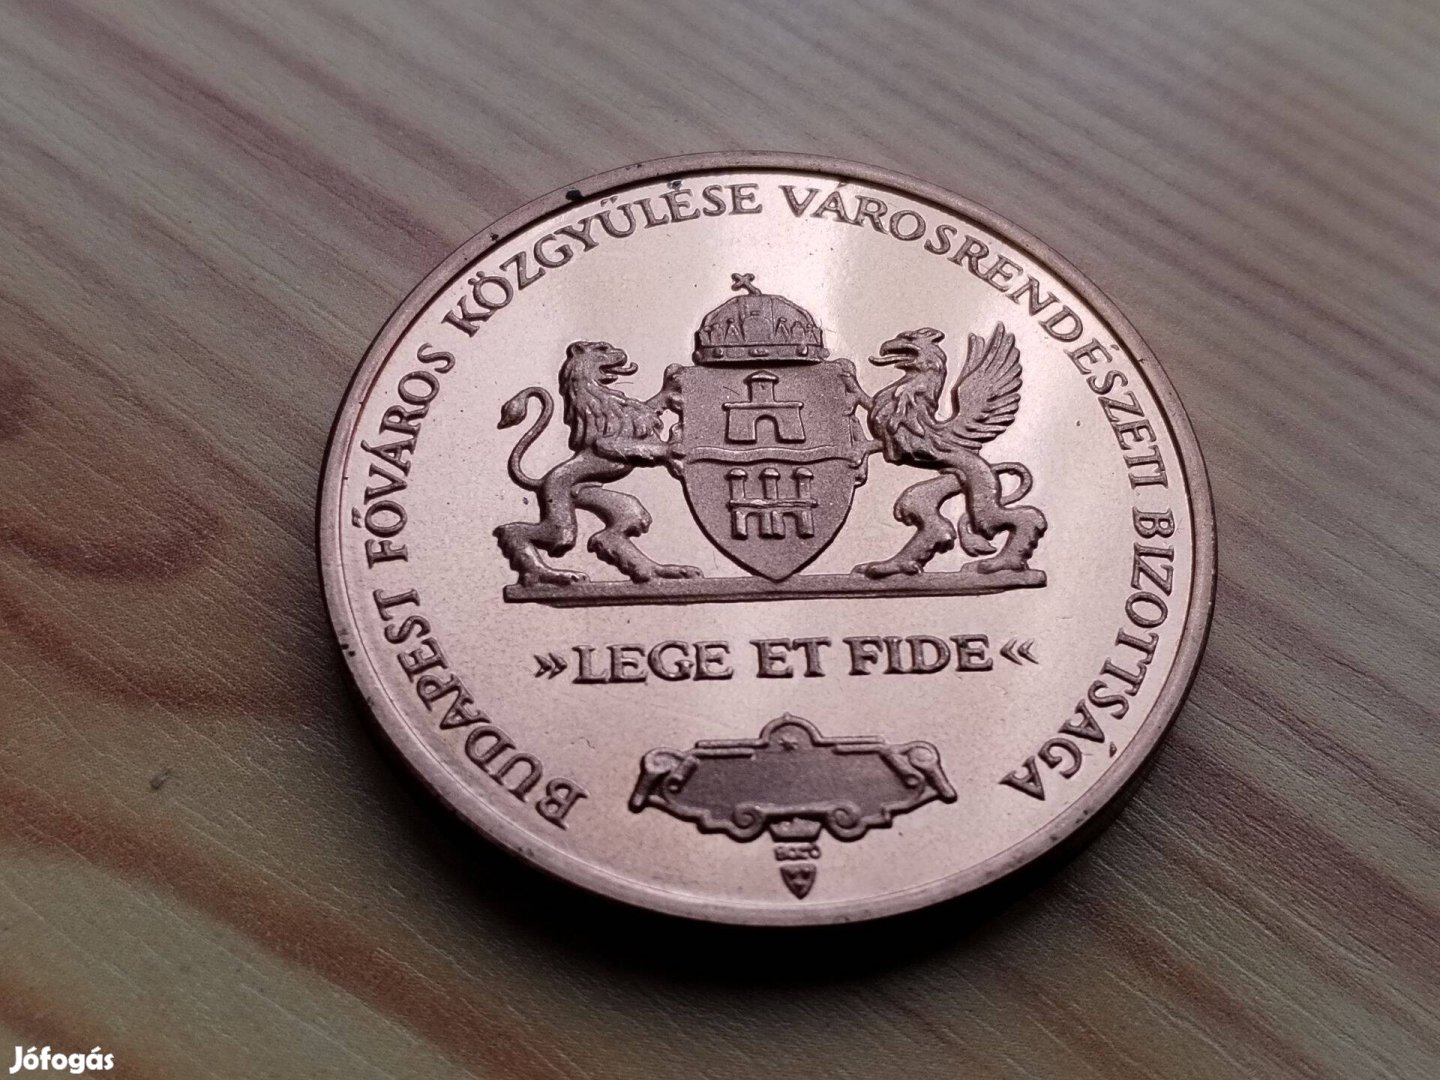 BUDAPEST FŐVÁROS KÖZGYŰLÉSE VÁROSRENDÉSZETI BIZOTTSÁGA
»LEGE ET FIDE«
Jófogás